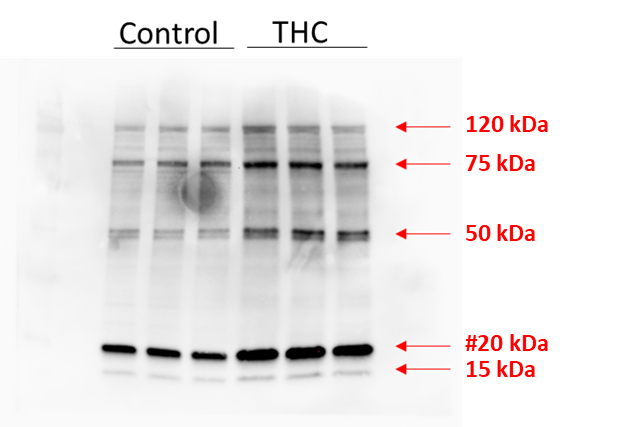 Control THC
120 kDa
75 kDa
50 kDa
#20 kDa
15 kDa